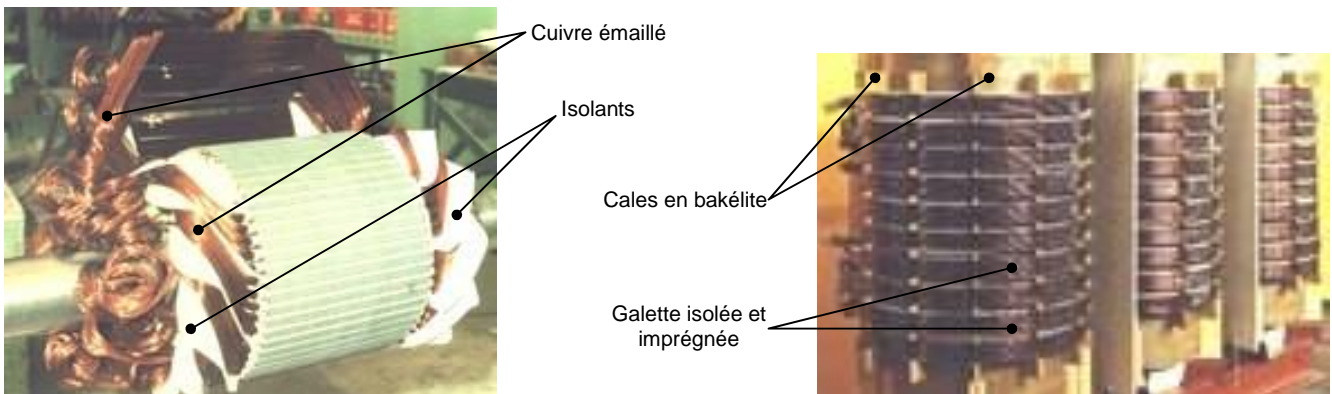 Cuivre émaillé
Isolants
Cales en bakélite
Galette isolée et
imprégnée